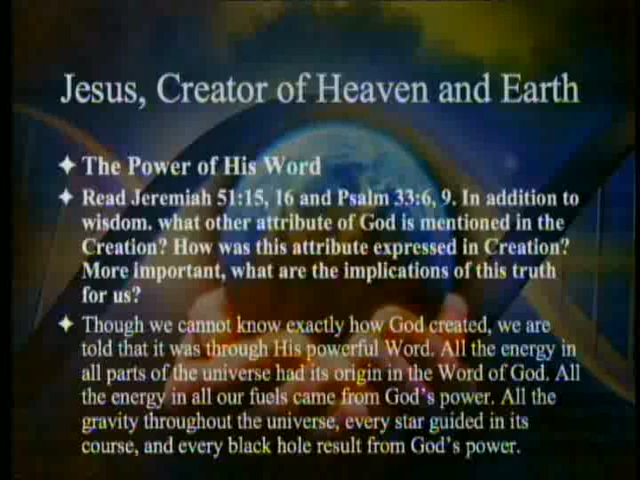 Jesus, Creator of Heaven and Earth
The Power of His Word
Read Jeremiah 51:15, 16 and Psalm 33:6, 9. In addition to
wisdom. what other attribute of God is mentioned in the
Creation? How was this attribute expressed in Creation?
More important, what are the implications of this truth
for us?
Though we cannot know exactly how God created, we are
told that it was through His powerful Word. All the energy in
all parts of the universe had its origin in the Word of God. All
the energy in all our fuels came from God's power. All the
gravity throughout the universe, every star guided in its
course, and every black hole result from God's power.